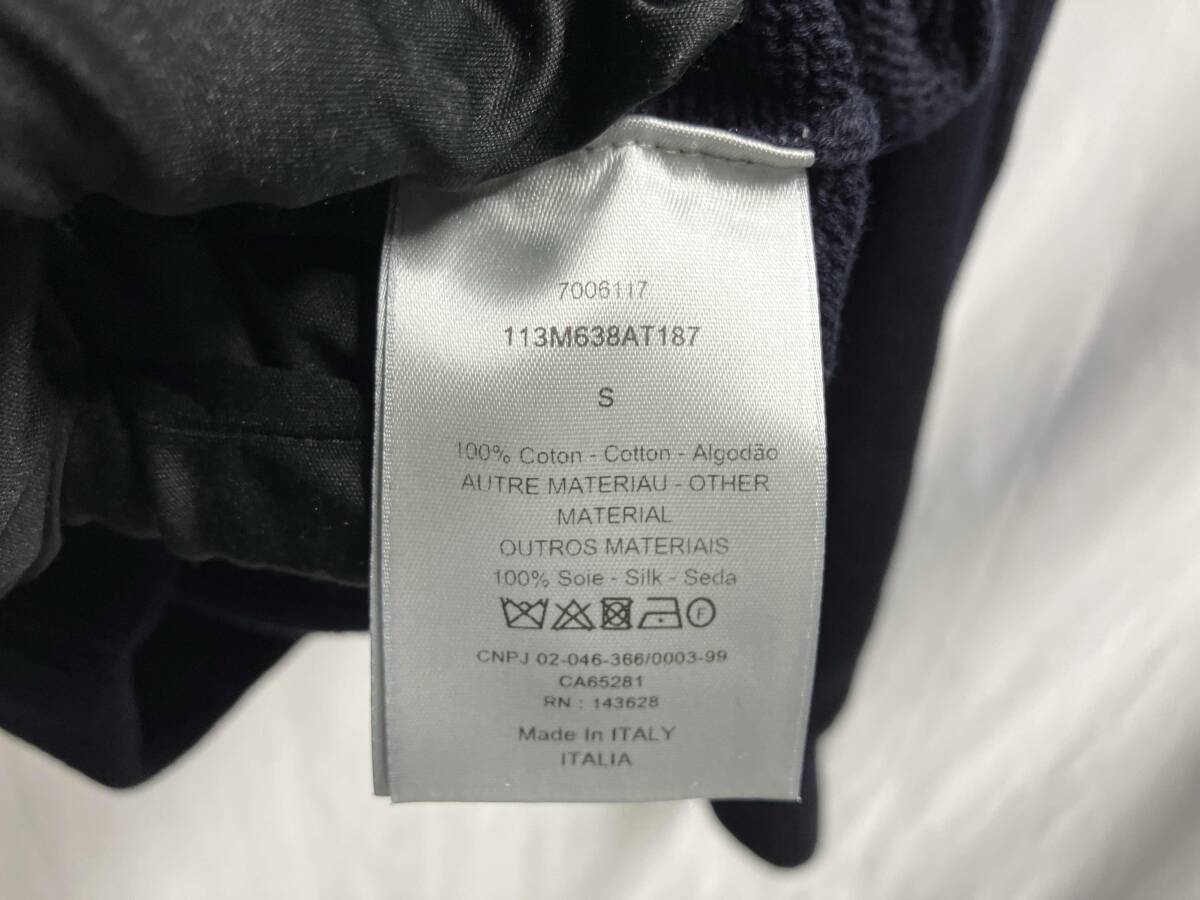 7006117
113M638AT187
S
100% Coton - Cotton - Algodão
AUTRE MATERIAU - OTHER
MATERIAL
OUTROS MATERIAIS
100% Soie - Silk - Seda
F
CNPJ 02-046-366/0003-99
CA65281
RN : 143628
Made In ITALY
ITALIA